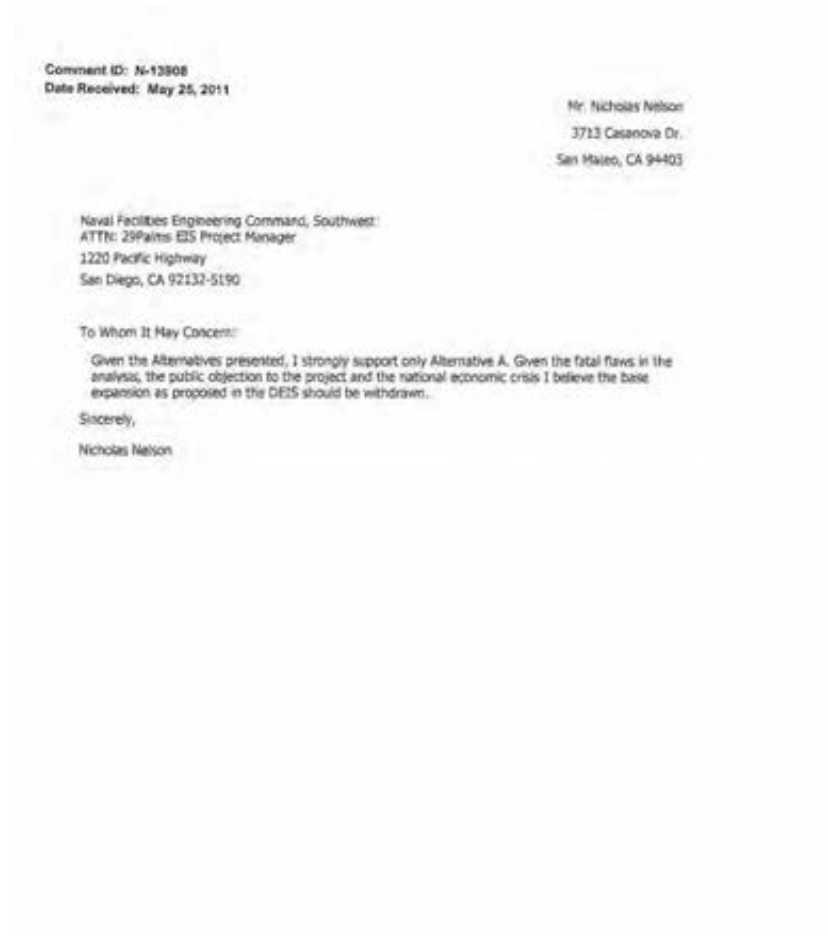 Comment ID: N-13908
Date Received: May 25, 2011
Mr. Nicholas Nelson
3713 Casanova Dr.
San Mateo, CA 94403
Naval Facilities Engineering Command, Southwest
ATTN: 29Palms EIS Project Manager
1220 Pacific Highway
San Diego, CA 92132-5190
To Whom It May Concern:
Given the Alternatives presented, I strongly support only Alternative A. Given the fatal flaws in the
analysis, the public objection to the project and the national economic crisis I believe the base
expansion as proposed in the DEIS should be withdrawn.
Sincerely,
Nicholas Nelson